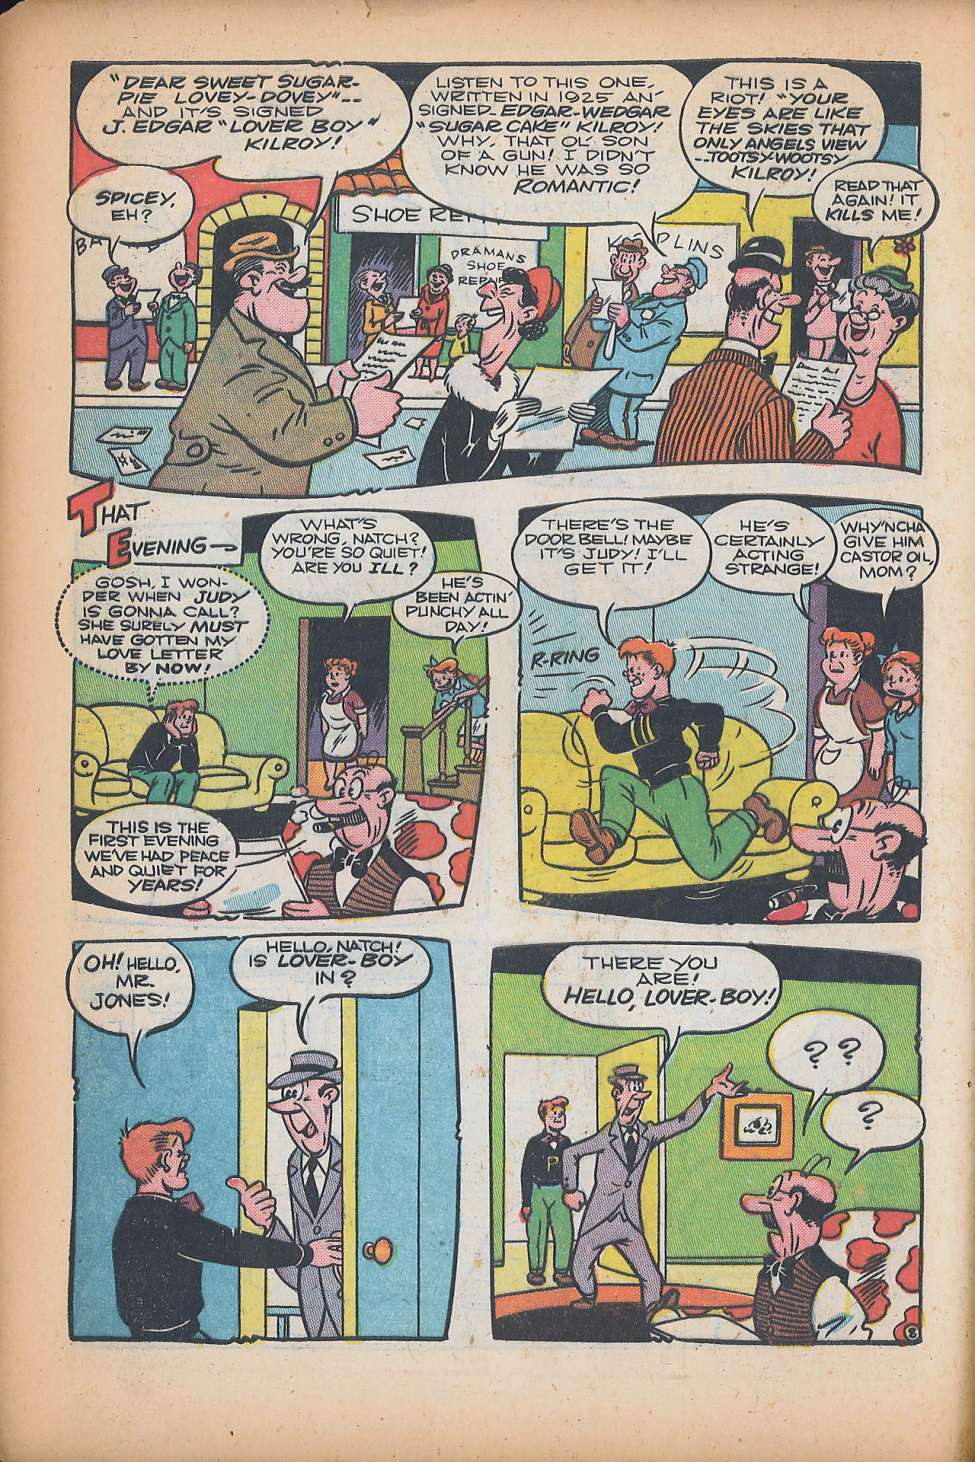 "DEAR SWEET SUGAR-
PIE LOVEY-DOVEY"--
AND IT'S SIGNED
J. EDGAR "LOVER BOY"
KILROY!
LISTEN TO THIS ONE,
WRITTEN IN 1925, AN'
SIGNED-EDGAR-WEDGAR
"SUGAR CAKE" KILROY!
WHY, THAT OL' SON
OF A GUN! I DIDN'T
KNOW HE WAS SO
ROMANTIC!
THIS IS A
RIOT! "YOUR
EYES ARE LIKE
THE SKIES THAT
ONLY ANGELS VIEW
--TOOTSY-WOOTSY
KILROY!
READ THAT
AGAIN! IT
KILLS ME!
SPICEY,
EH?
SHOE RE
DRAMANS
SHOE
REPAIR
PLINS
THAT
EVENING
GOSH, I WON-
DER WHEN JUDY
IS GONNA CALL?
SHE SURELY MUST
HAVE GOTTEN MY
LOVE LETTER
BY NOW!
WHAT'S
WRONG, NATCH?
YOU'RE SO QUIET!
ARE YOU ILL?
HE'S
BEEN ACTIN'
PUNCHY ALL
DAY!
THIS IS THE
FIRST EVENING
WE'VE HAD PEACE
AND QUIET FOR
YEARS!
THERE'S THE
DOOR BELL! MAYBE
IT'S JUDY! I'LL
GET IT!
HE'S
CERTAINLY
ACTING
STRANGE!
WHY'NCHA
GIVE HIM
CASTOR OIL,
MOM?
R-RING
OH! HELLO,
MR.
JONES!
HELLO, NATCH!
IS LOVER-BOY
IN?
THERE YOU
ARE!
HELLO, LOVER-BOY!
? ?
?
P
8